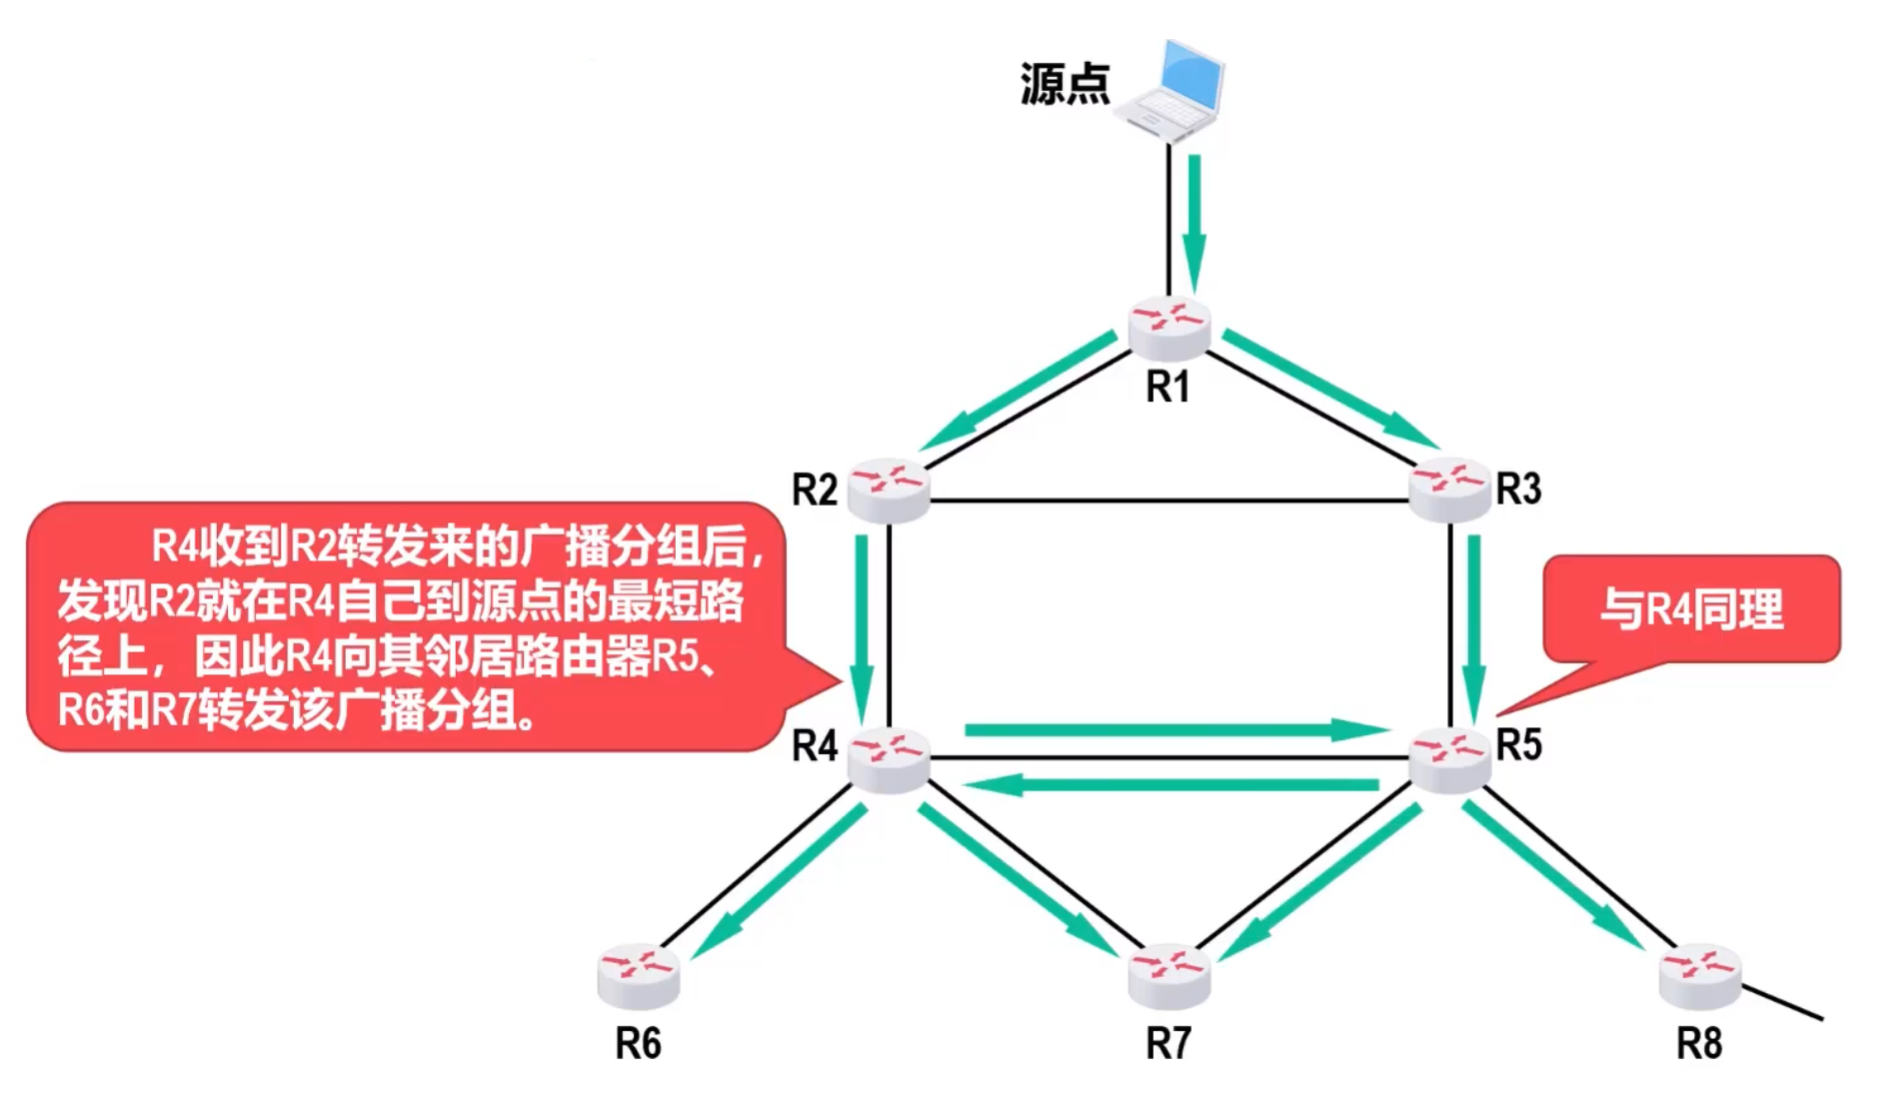 源点
R1
R2
R3
R4收到R2转发来的广播分组后，
发现R2就在R4自己到源点的最短路
径上，因此R4向其邻居路由器R5、
R6和R7转发该广播分组。
与R4同理
R4
R5
R6
R7
R8